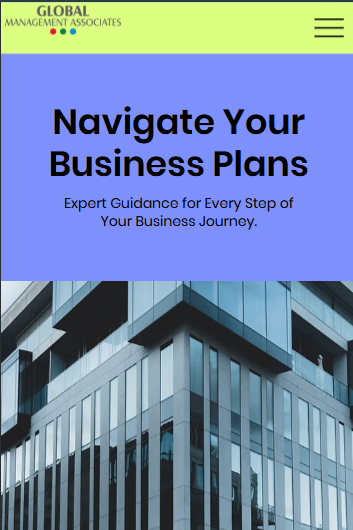 GLOBAL
MANAGEMENT ASSOCIATES
Navigate Your
Business Plans
Expert Guidance for Every Step of
Your Business Journey.